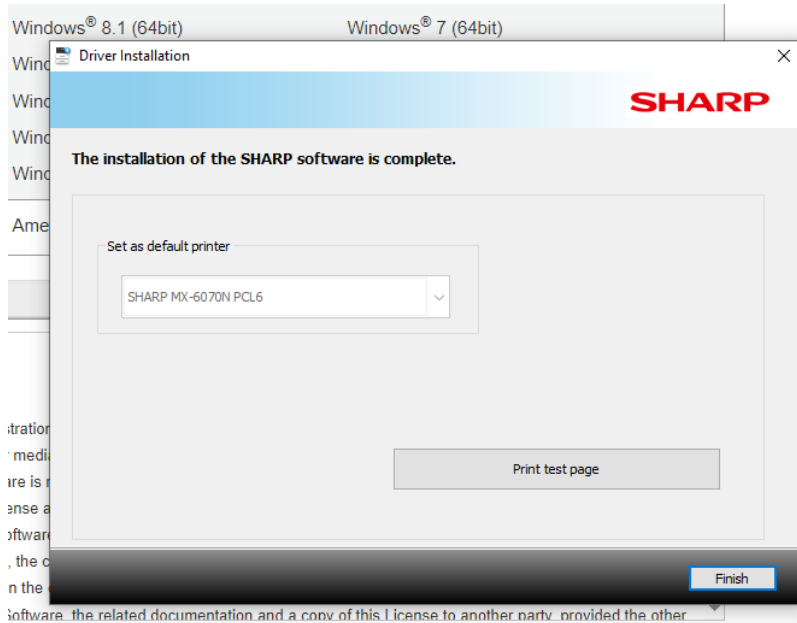 Windows® 8.1 (64bit) Windows® 7 (64bit)
Driver Installation
SHARP
The installation of the SHARP software is complete.
Set as default printer
SHARP MX-6070N PCL6
Print test page
Finish
Software, the related documentation and a copy of this License to another party, provided the other